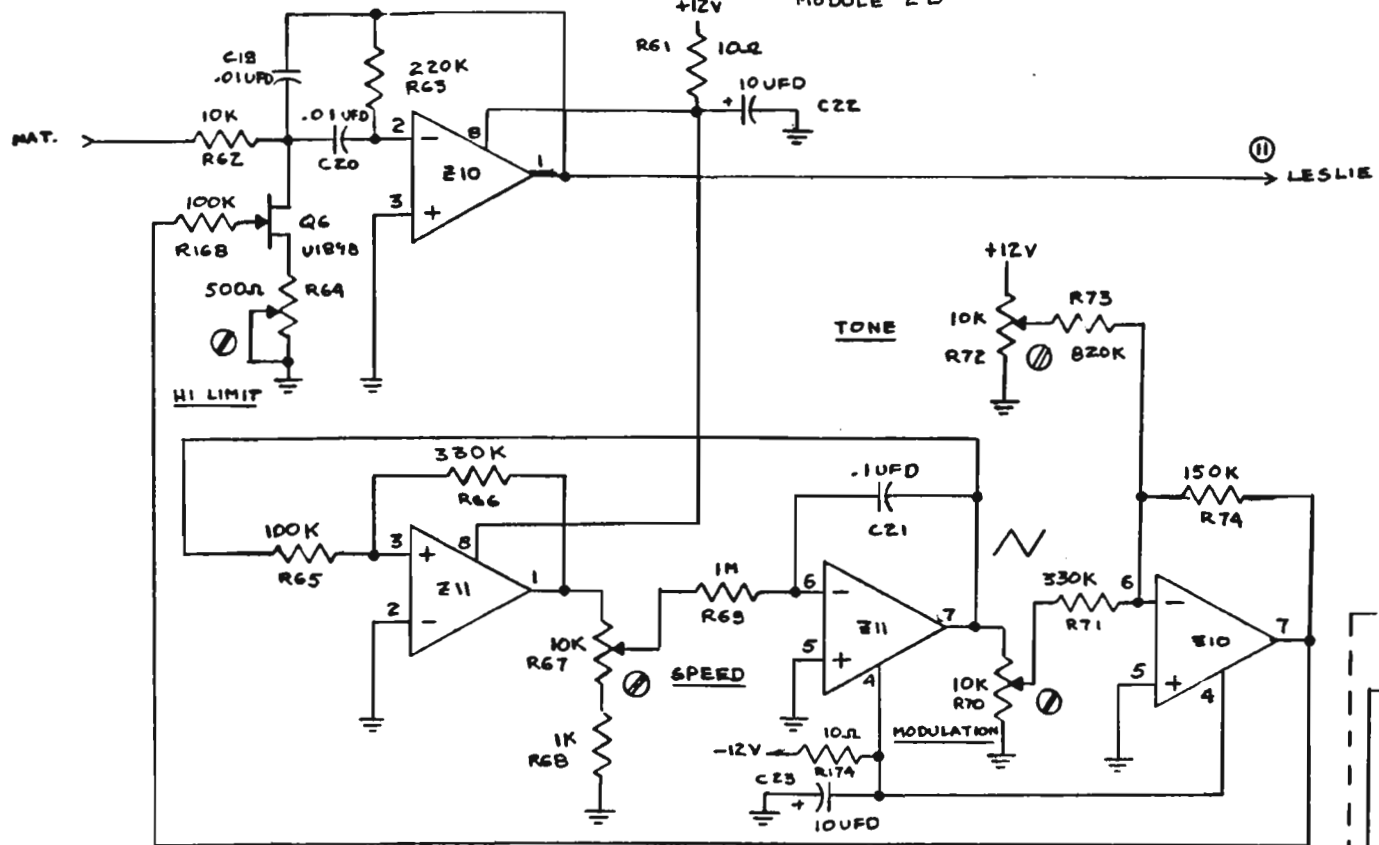 +12V
MODULE 2B
R61
10Ω
C18
.01UFD
220K
R63
10UFD
+
C22
MAT.
10K
R62
.01UFD
C20
2
-
8
Z10
1
3
+
11
LESLIE
100K
R168
Q6
U1898
500Ω
R64
HI LIMIT
+12V
TONE
10K
R72
R73
820K
330K
R66
.1UFD
C21
150K
R74
100K
R65
3
+
8
Z11
1
2
-
10K
R67
SPEED
1M
R69
6
-
Z11
7
5
+
4
330K
R71
6
-
Z10
7
5
+
4
10K
R70
MODULATION
1K
R68
-12V
10Ω
R174
C23
+
10UFD